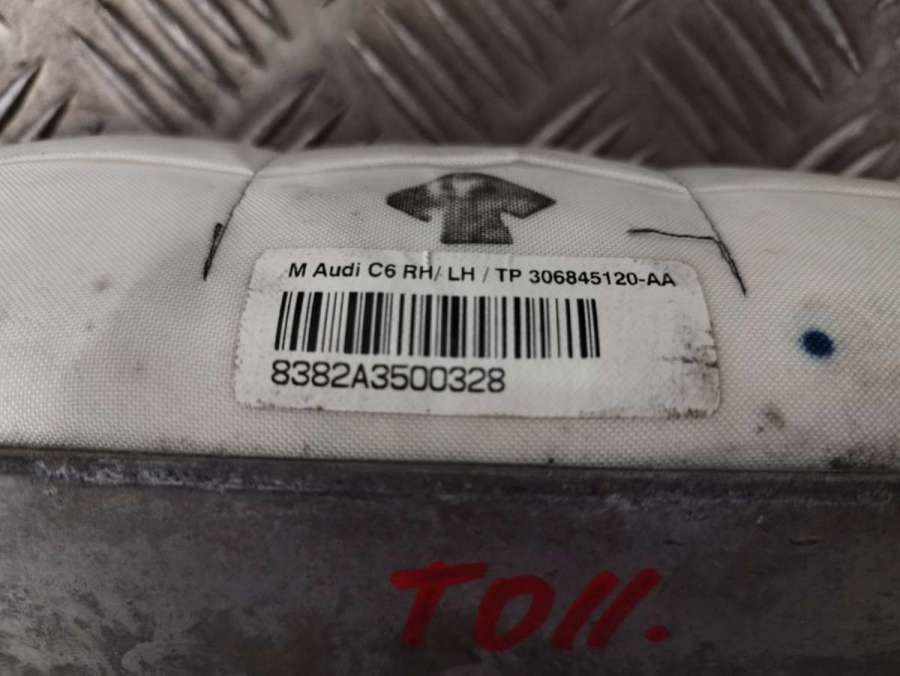 M Audi C6 RH/ LH / TP 306845120-AA
8382A3500328
TOП.